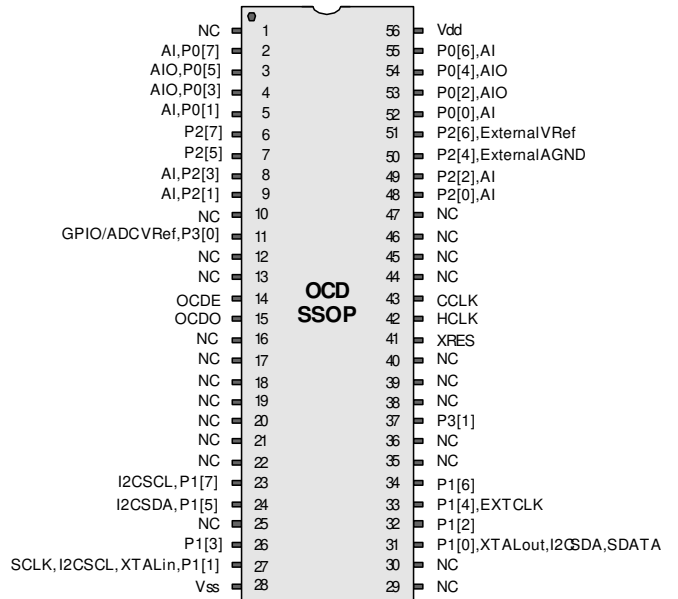 NC 1 56 Vdd
AI,P0[7] 2 55 P0[6],AI
AIO,P0[5] 3 54 P0[4],AIO
AIO,P0[3] 4 53 P0[2],AIO
AI,P0[1] 5 52 P0[0],AI
P2[7] 6 51 P2[6],ExternalVRef
P2[5] 7 50 P2[4],ExternalAGND
AI,P2[3] 8 49 P2[2],AI
AI,P2[1] 9 48 P2[0],AI
NC 10 47 NC
GPIO/ADCVRef,P3[0] 11 46 NC
NC 12 45 NC
NC 13 44 NC
OCD
SSOP
OCDE 14 43 CCLK
OCDO 15 42 HCLK
NC 16 41 XRES
NC 17 40 NC
NC 18 39 NC
NC 19 38 NC
NC 20 37 P3[1]
NC 21 36 NC
NC 22 35 NC
I2CSCL,P1[7] 23 34 P1[6]
I2CSDA,P1[5] 24 33 P1[4],EXTCLK
NC 25 32 P1[2]
P1[3] 26 31 P1[0],XTALout,I2CSDA,SDATA
SCLK,I2CSCL,XTALin,P1[1] 27 30 NC
Vss 28 29 NC